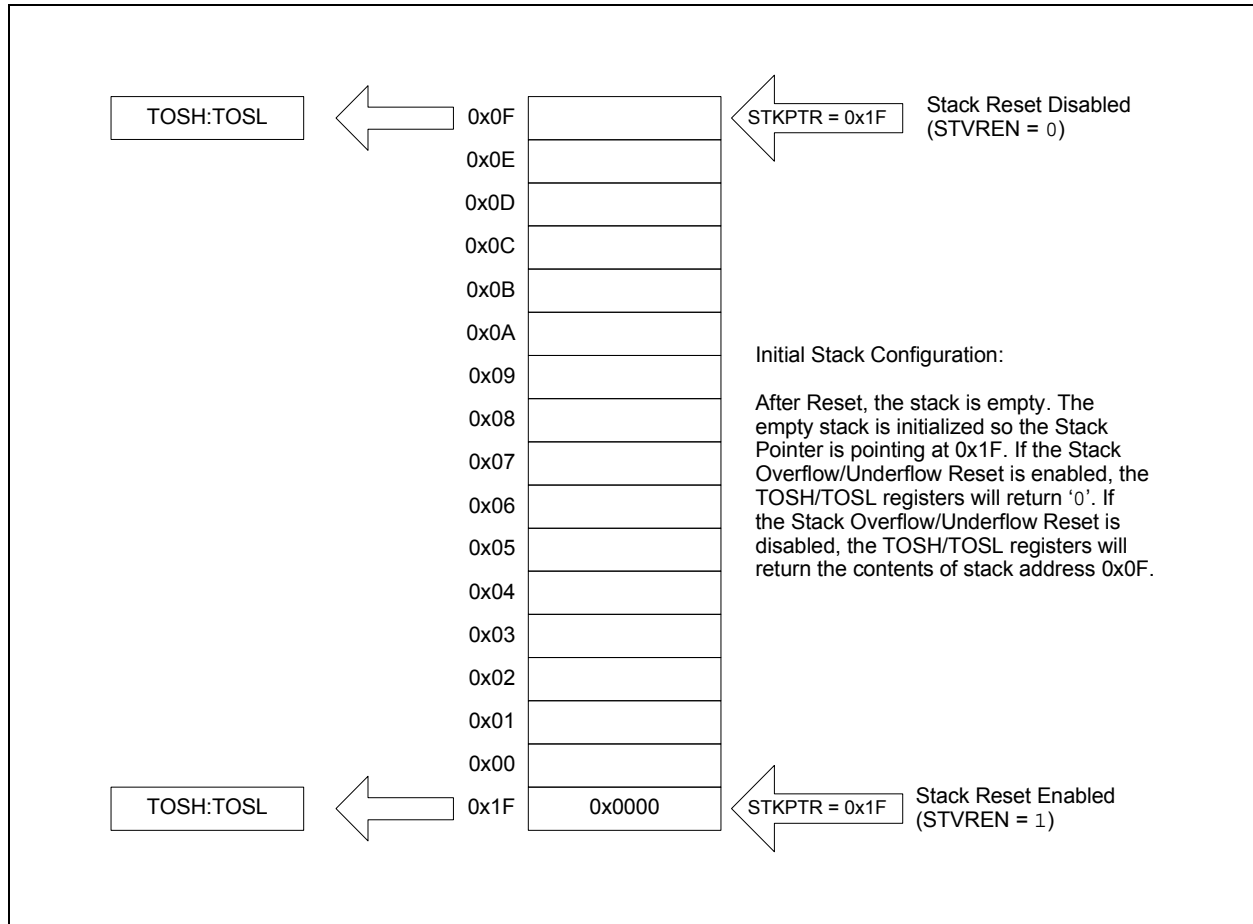 TOSH:TOSL
0x0F
STKPTR = 0x1F
Stack Reset Disabled
(STVREN = 0)
0x0E
0x0D
0x0C
0x0B
0x0A
0x09
0x08
0x07
0x06
0x05
0x04
0x03
0x02
0x01
0x00
Initial Stack Configuration:
After Reset, the stack is empty. The
empty stack is initialized so the Stack
Pointer is pointing at 0x1F. If the Stack
Overflow/Underflow Reset is enabled, the
TOSH/TOSL registers will return ‘0’. If
the Stack Overflow/Underflow Reset is
disabled, the TOSH/TOSL registers will
return the contents of stack address 0x0F.
TOSH:TOSL
0x1F
0x0000
STKPTR = 0x1F
Stack Reset Enabled
(STVREN = 1)